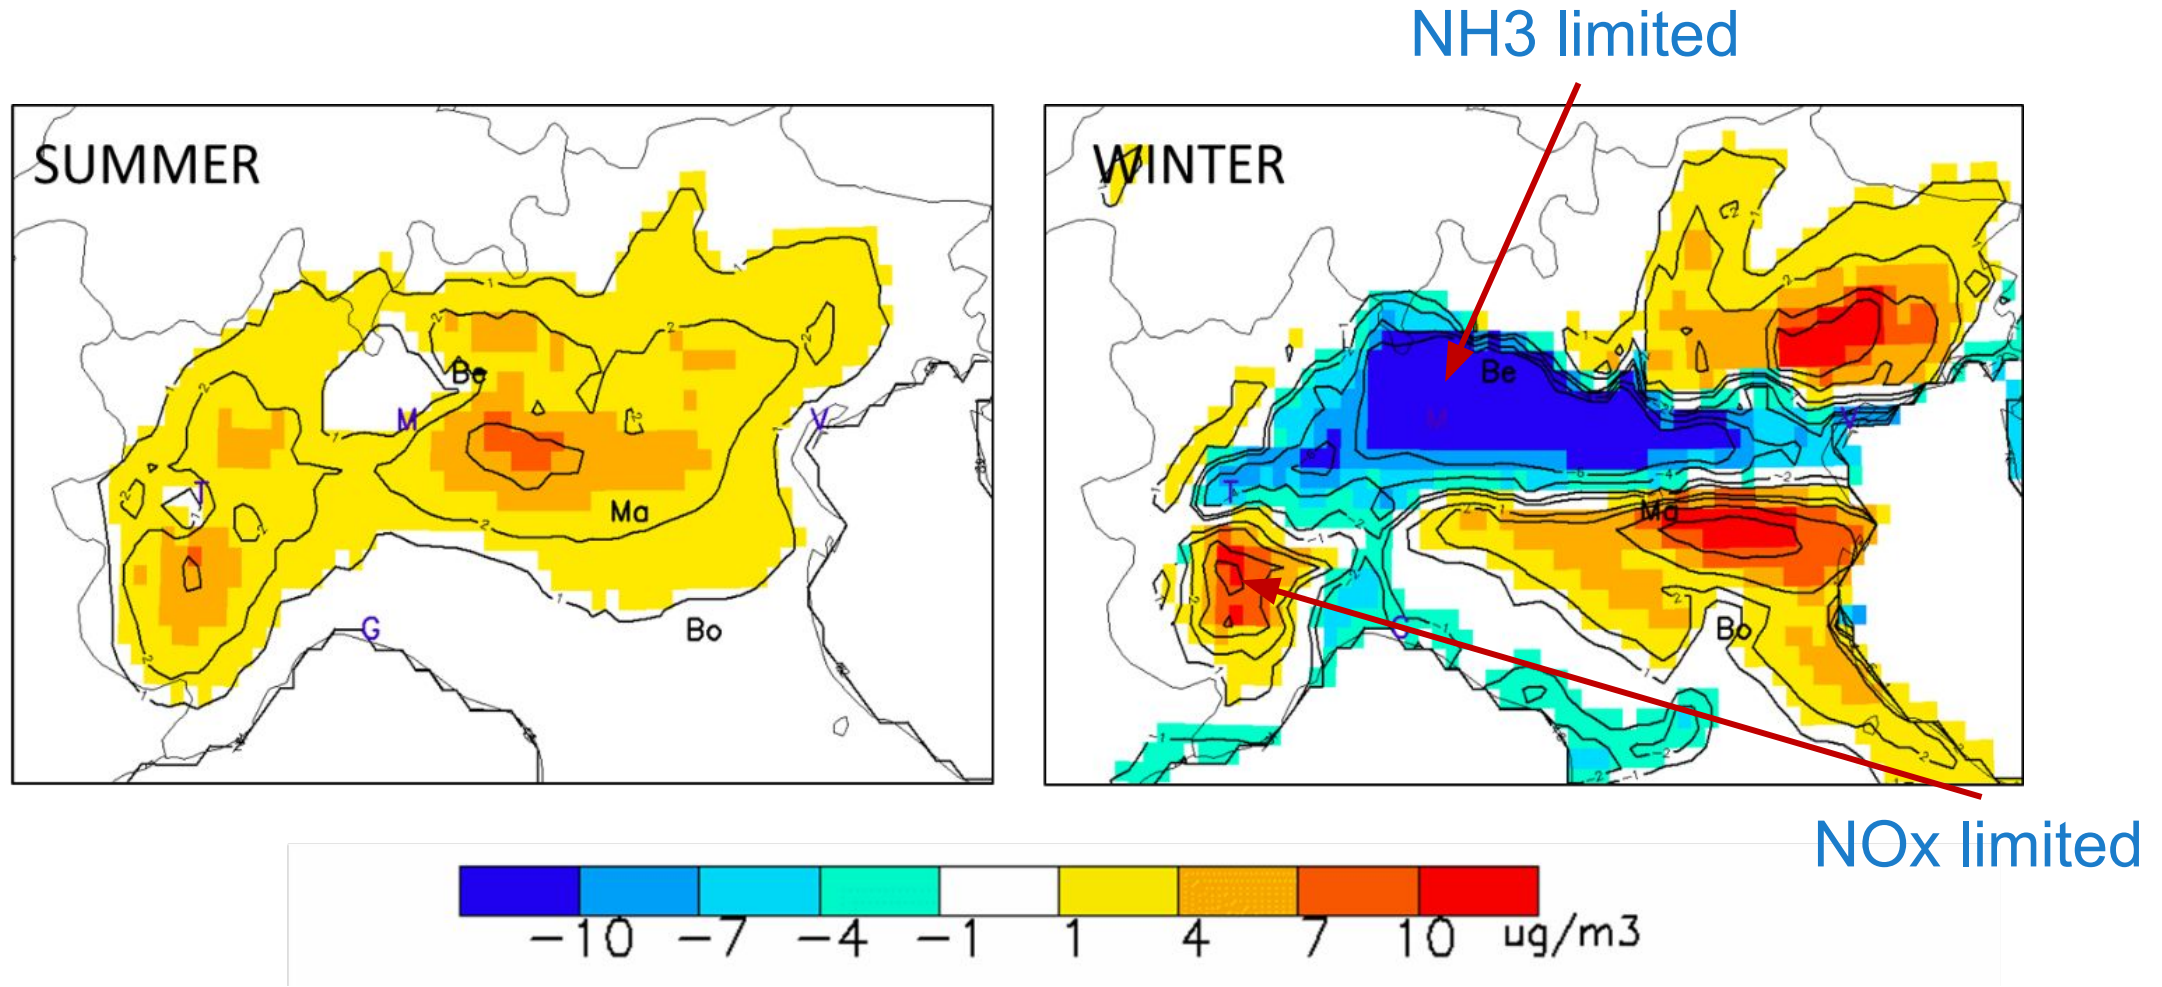 NH3 limited
SUMMER
WINTER
Be
M
V
T
Ma
G
Bo
Be
M
V
T
Ma
G
Bo
NOx limited
-10 -7 -4 -1 1 4 7 10 ug/m3